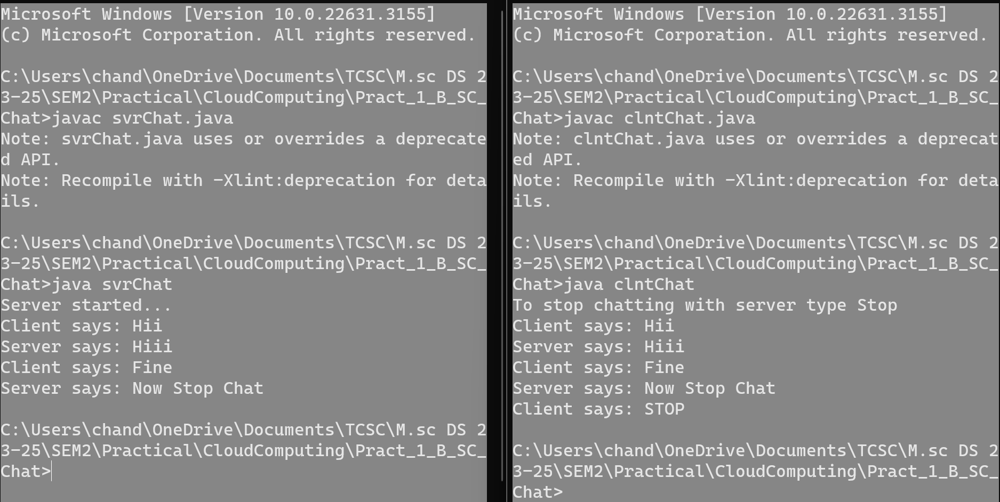 Microsoft Windows [Version 10.0.22631.3155]
(c) Microsoft Corporation. All rights reserved.
C:\Users\chand\OneDrive\Documents\TCSC\M.sc DS 2
3-25\SEM2\Practical\CloudComputing\Pract_1_B_SC_
Chat>javac svrChat.java
Note: svrChat.java uses or overrides a deprecate
d API.
Note: Recompile with -Xlint:deprecation for deta
ils.
C:\Users\chand\OneDrive\Documents\TCSC\M.sc DS 2
3-25\SEM2\Practical\CloudComputing\Pract_1_B_SC_
Chat>java svrChat
Server started...
Client says: Hii
Server says: Hiii
Client says: Fine
Server says: Now Stop Chat
C:\Users\chand\OneDrive\Documents\TCSC\M.sc DS 2
3-25\SEM2\Practical\CloudComputing\Pract_1_B_SC_
Chat>
Microsoft Windows [Version 10.0.22631.3155]
(c) Microsoft Corporation. All rights reserved.
C:\Users\chand\OneDrive\Documents\TCSC\M.sc DS 2
3-25\SEM2\Practical\CloudComputing\Pract_1_B_SC_
Chat>javac clntChat.java
Note: clntChat.java uses or overrides a deprecat
ed API.
Note: Recompile with -Xlint:deprecation for deta
ils.
C:\Users\chand\OneDrive\Documents\TCSC\M.sc DS 2
3-25\SEM2\Practical\CloudComputing\Pract_1_B_SC_
Chat>java clntChat
To stop chatting with server type Stop
Client says: Hii
Server says: Hiii
Client says: Fine
Server says: Now Stop Chat
Client says: STOP
C:\Users\chand\OneDrive\Documents\TCSC\M.sc DS 2
3-25\SEM2\Practical\CloudComputing\Pract_1_B_SC_
Chat>